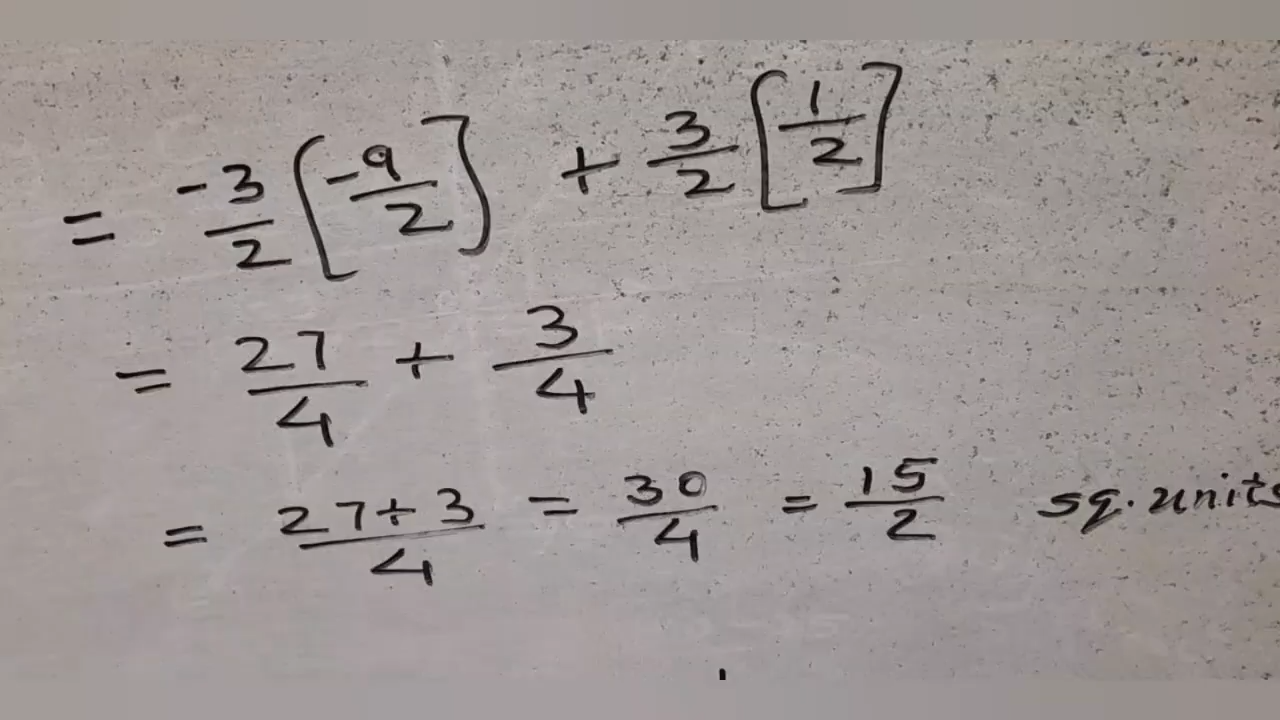 = -3/2 [-9/2] + 3/2 [1/2]
= 27/4 + 3/4
= 27+3/4 = 30/4 = 15/2 sq. units